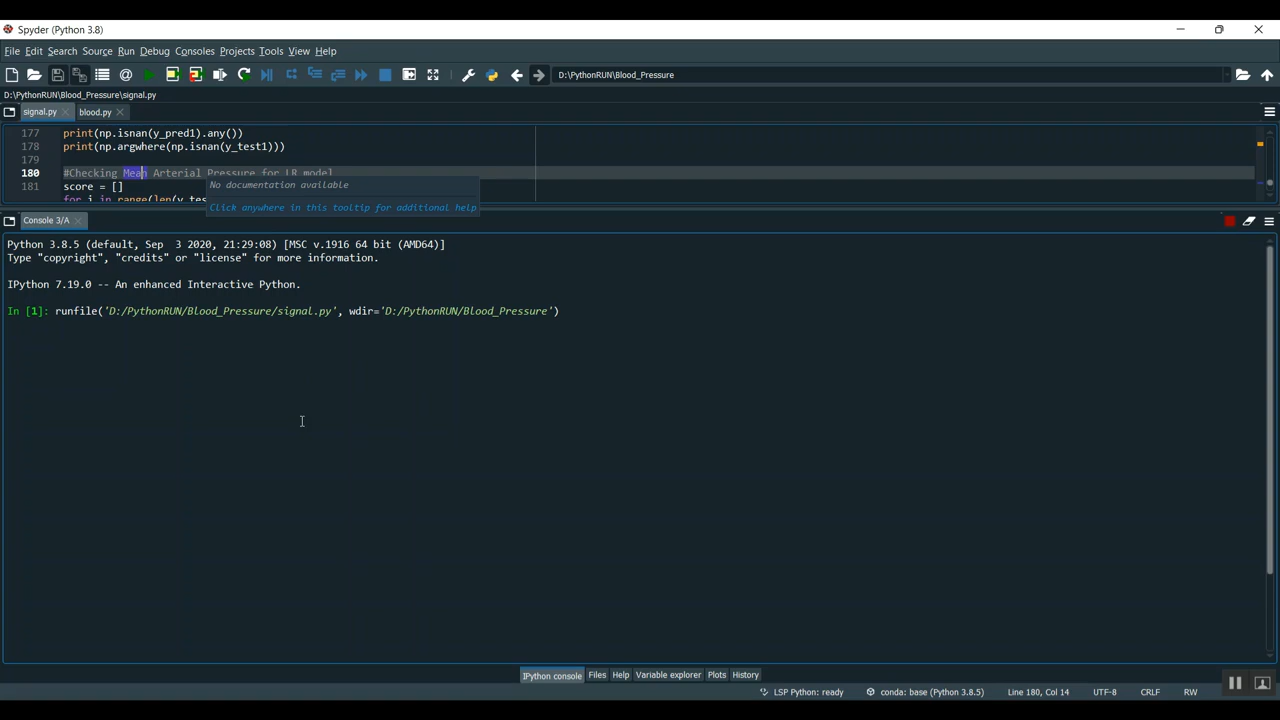 Spyder (Python 3.8)
File Edit Search Source Run Debug Consoles Projects Tools View Help
D:\PythonRUN\Blood_Pressure
D:\PythonRUN\Blood_Pressure\signal.py
signal.py blood.py
177 print(np.isnan(y_pred1).any())
178 print(np.argwhere(np.isnan(y_test1)))
179
180 #Checking Mean Arterial Pressure for LR model
181 score = []
for i in range(len(y_tes
No documentation available
Click anywhere in this tooltip for additional help
Console 3/A
Python 3.8.5 (default, Sep  3 2020, 21:29:08) [MSC v.1916 64 bit (AMD64)]
Type "copyright", "credits" or "license" for more information.
IPython 7.19.0 -- An enhanced Interactive Python.
In [1]: runfile('D:/PythonRUN/Blood_Pressure/signal.py', wdir='D:/PythonRUN/Blood_Pressure')
IPython console Files Help Variable explorer Plots History
LSP Python: ready conda: base (Python 3.8.5) Line 180, Col 14 UTF-8 CRLF RW